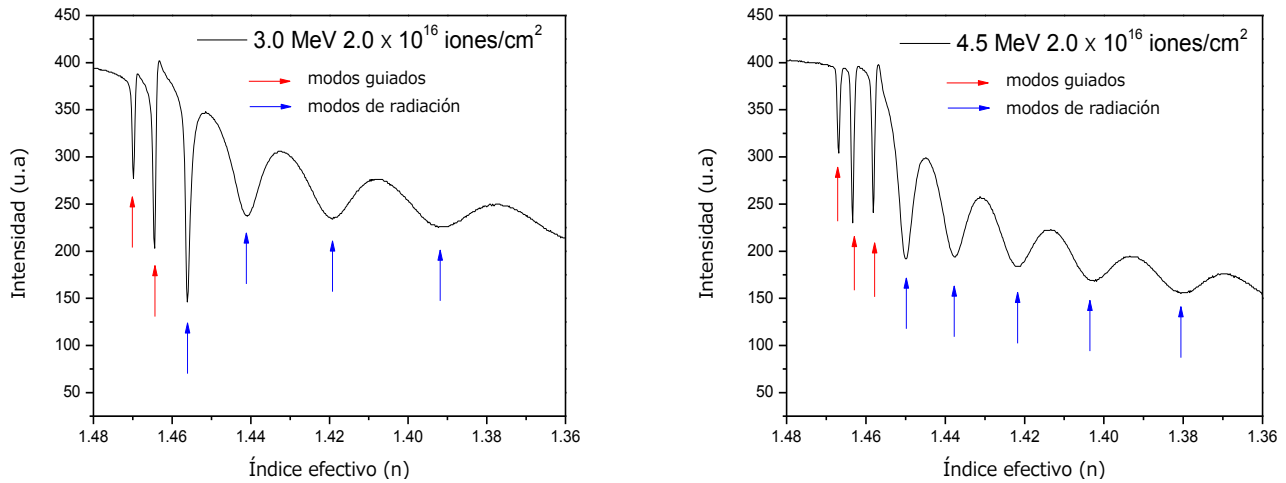 3.0 MeV 2.0 x 10^16 iones/cm^2
modos guiados
modos de radiación
Intensidad (u.a)
450
400
350
300
250
200
150
100
50
1.48 1.46 1.44 1.42 1.40 1.38 1.36
Índice efectivo (n)
4.5 MeV 2.0 x 10^16 iones/cm^2
modos guiados
modos de radiación
Intensidad (u.a)
450
400
350
300
250
200
150
100
50
1.48 1.46 1.44 1.42 1.40 1.38 1.36
Índice efectivo (n)